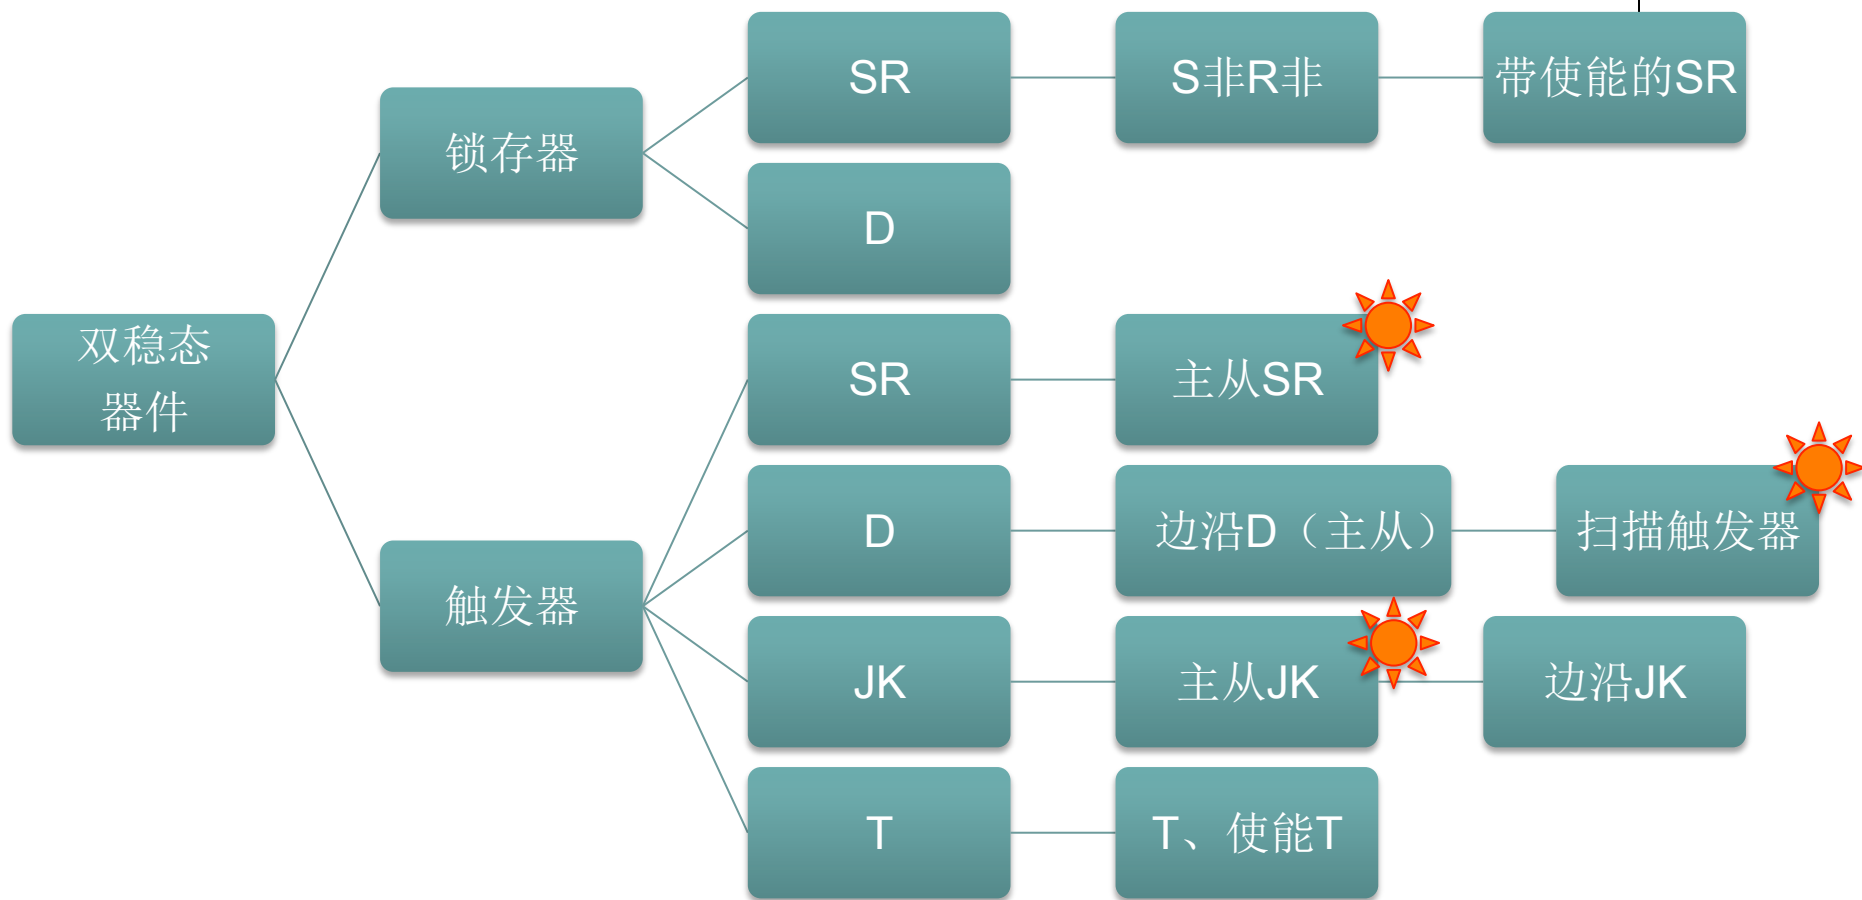 双稳态
器件
锁存器
SR
S非R非
带使能的SR
D
触发器
SR
主从SR
D
边沿D（主从）
扫描触发器
JK
主从JK
边沿JK
T
T、使能T